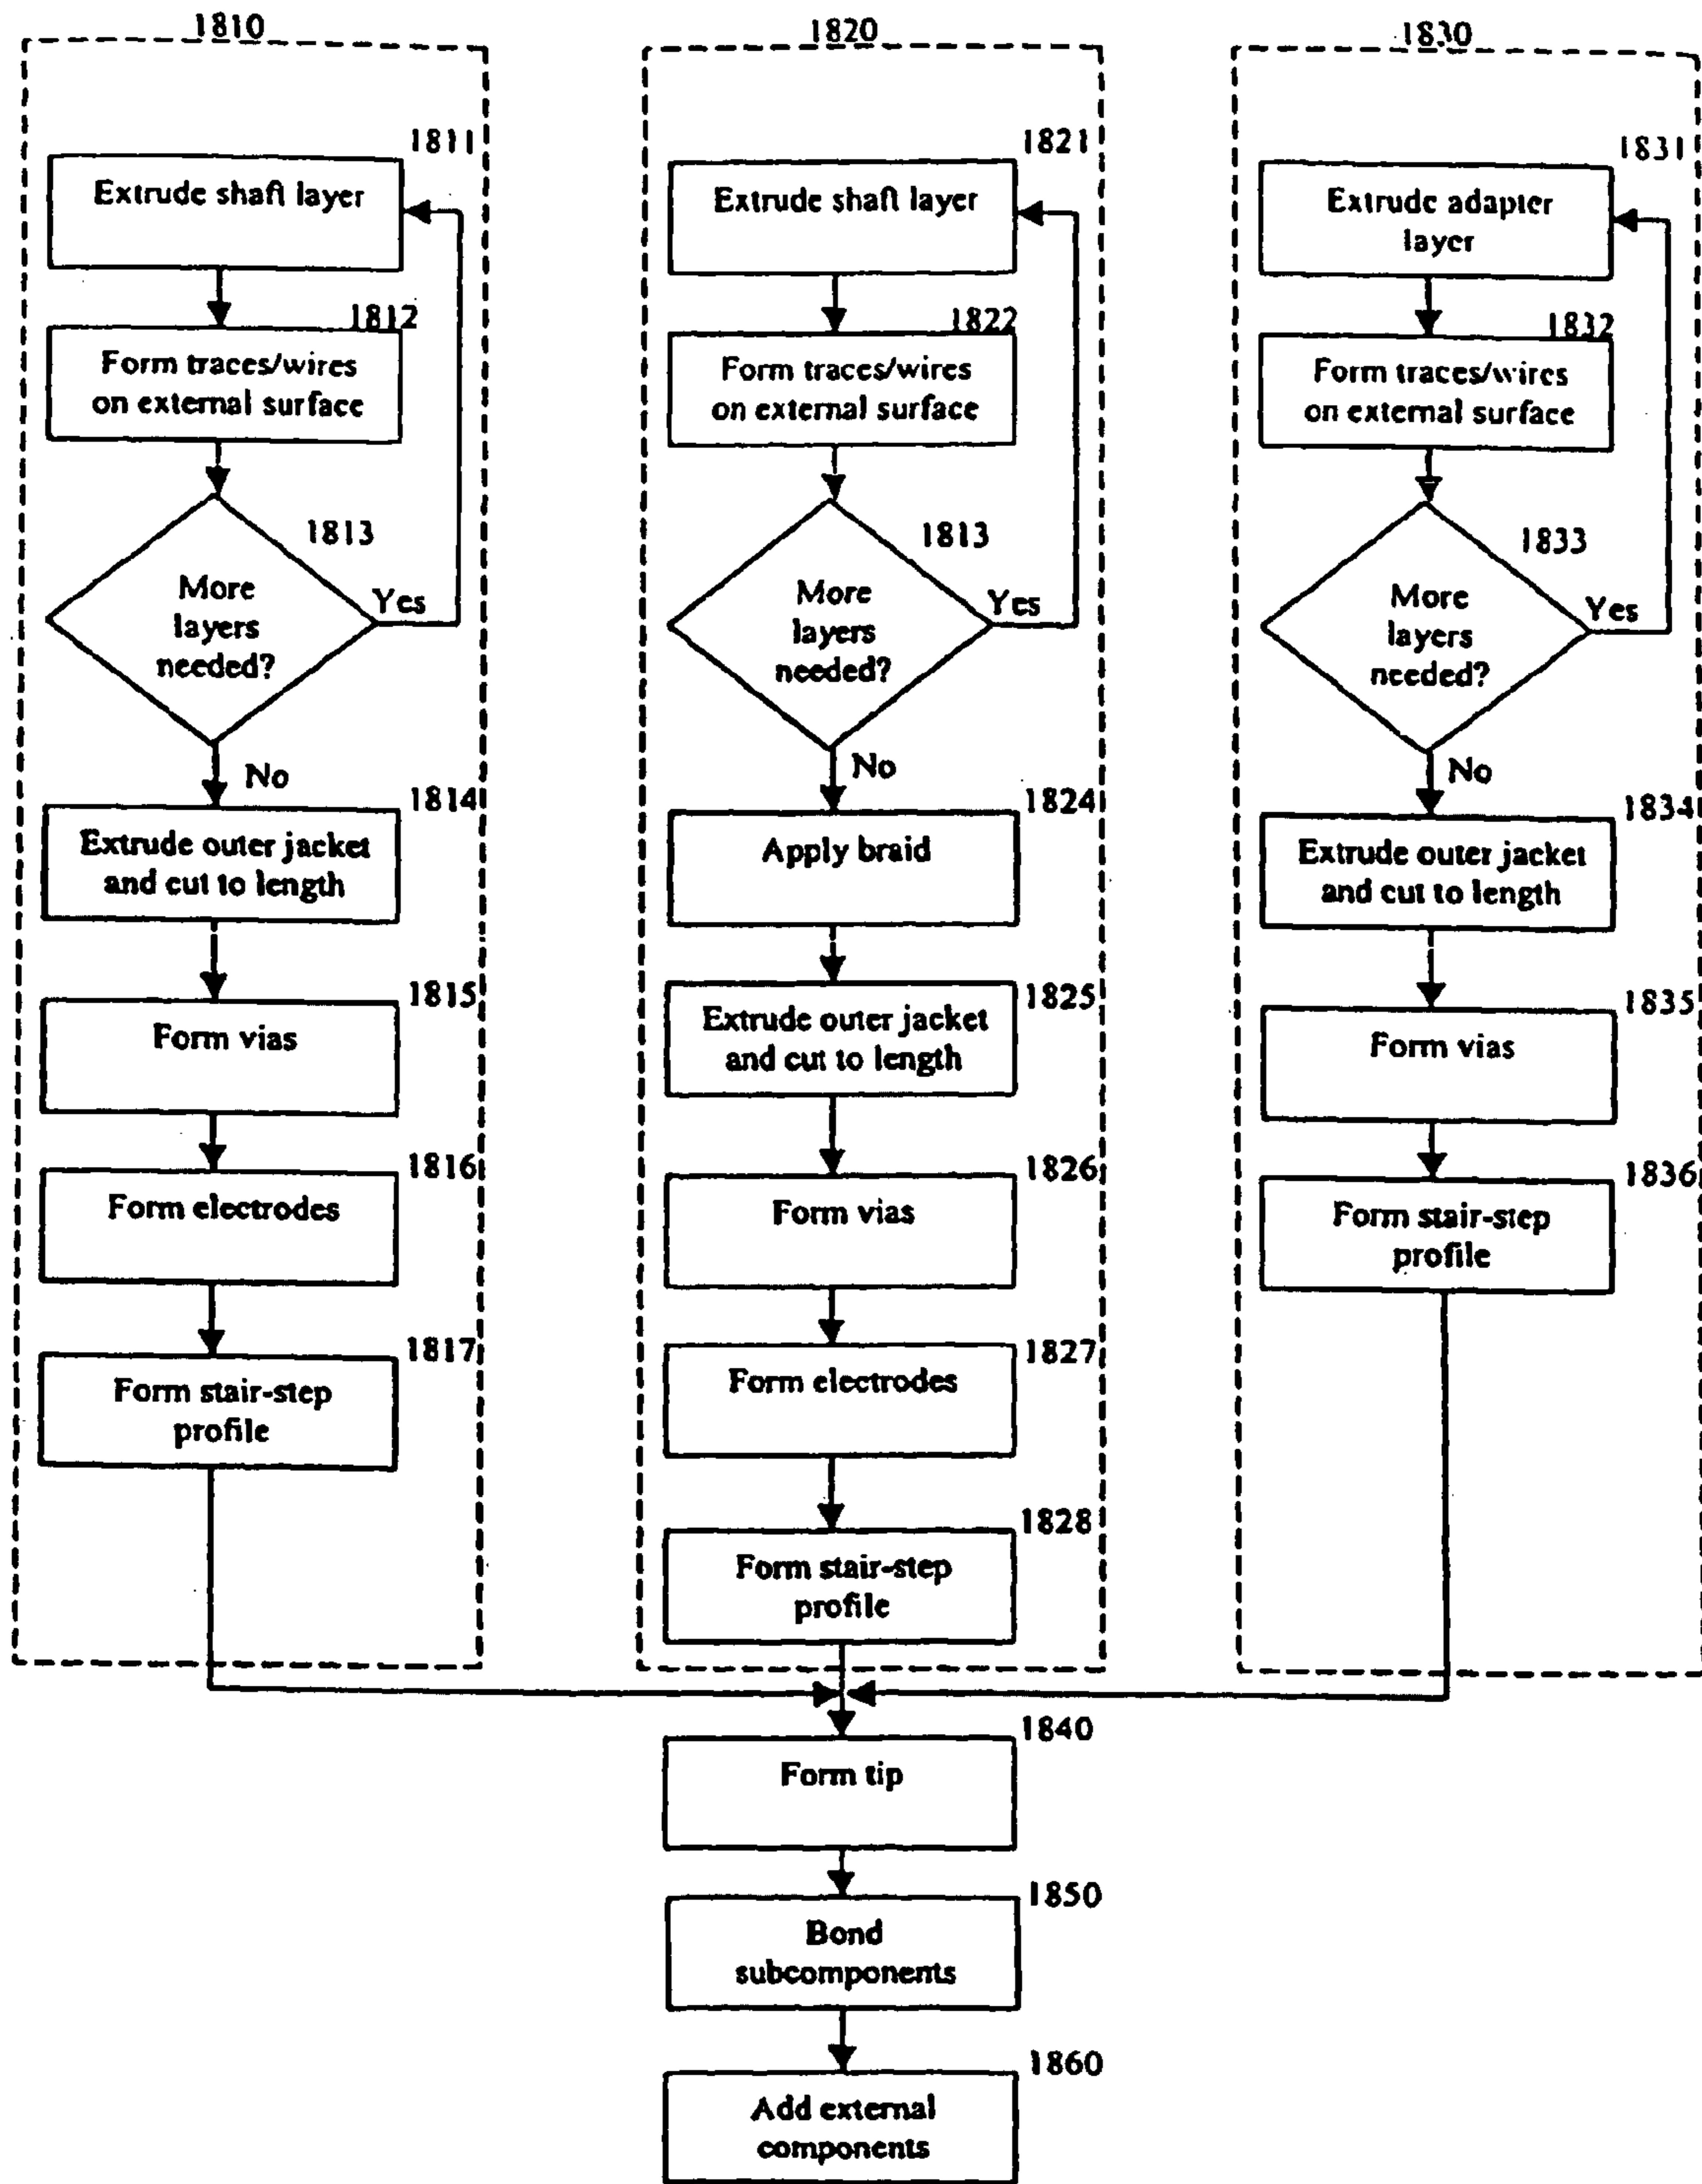 1810
1811
Extrude shaft layer
1812
Form traces/wires
on external surface
1813
More
layers
needed?
Yes
No
1814
Extrude outer jacket
and cut to length
1815
Form vias
1816
Form electrodes
1817
Form stair-step
profile
1820
1821
Extrude shaft layer
1822
Form traces/wires
on external surface
1813
More
layers
needed?
Yes
No
1824
Apply braid
1825
Extrude outer jacket
and cut to length
1826
Form vias
1827
Form electrodes
1828
Form stair-step
profile
1830
1831
Extrude adapter
layer
1832
Form traces/wires
on external surface
1833
More
layers
needed?
Yes
No
1834
Extrude outer jacket
and cut to length
1835
Form vias
1836
Form stair-step
profile
1840
Form tip
1850
Bond
subcomponents
1860
Add external
components